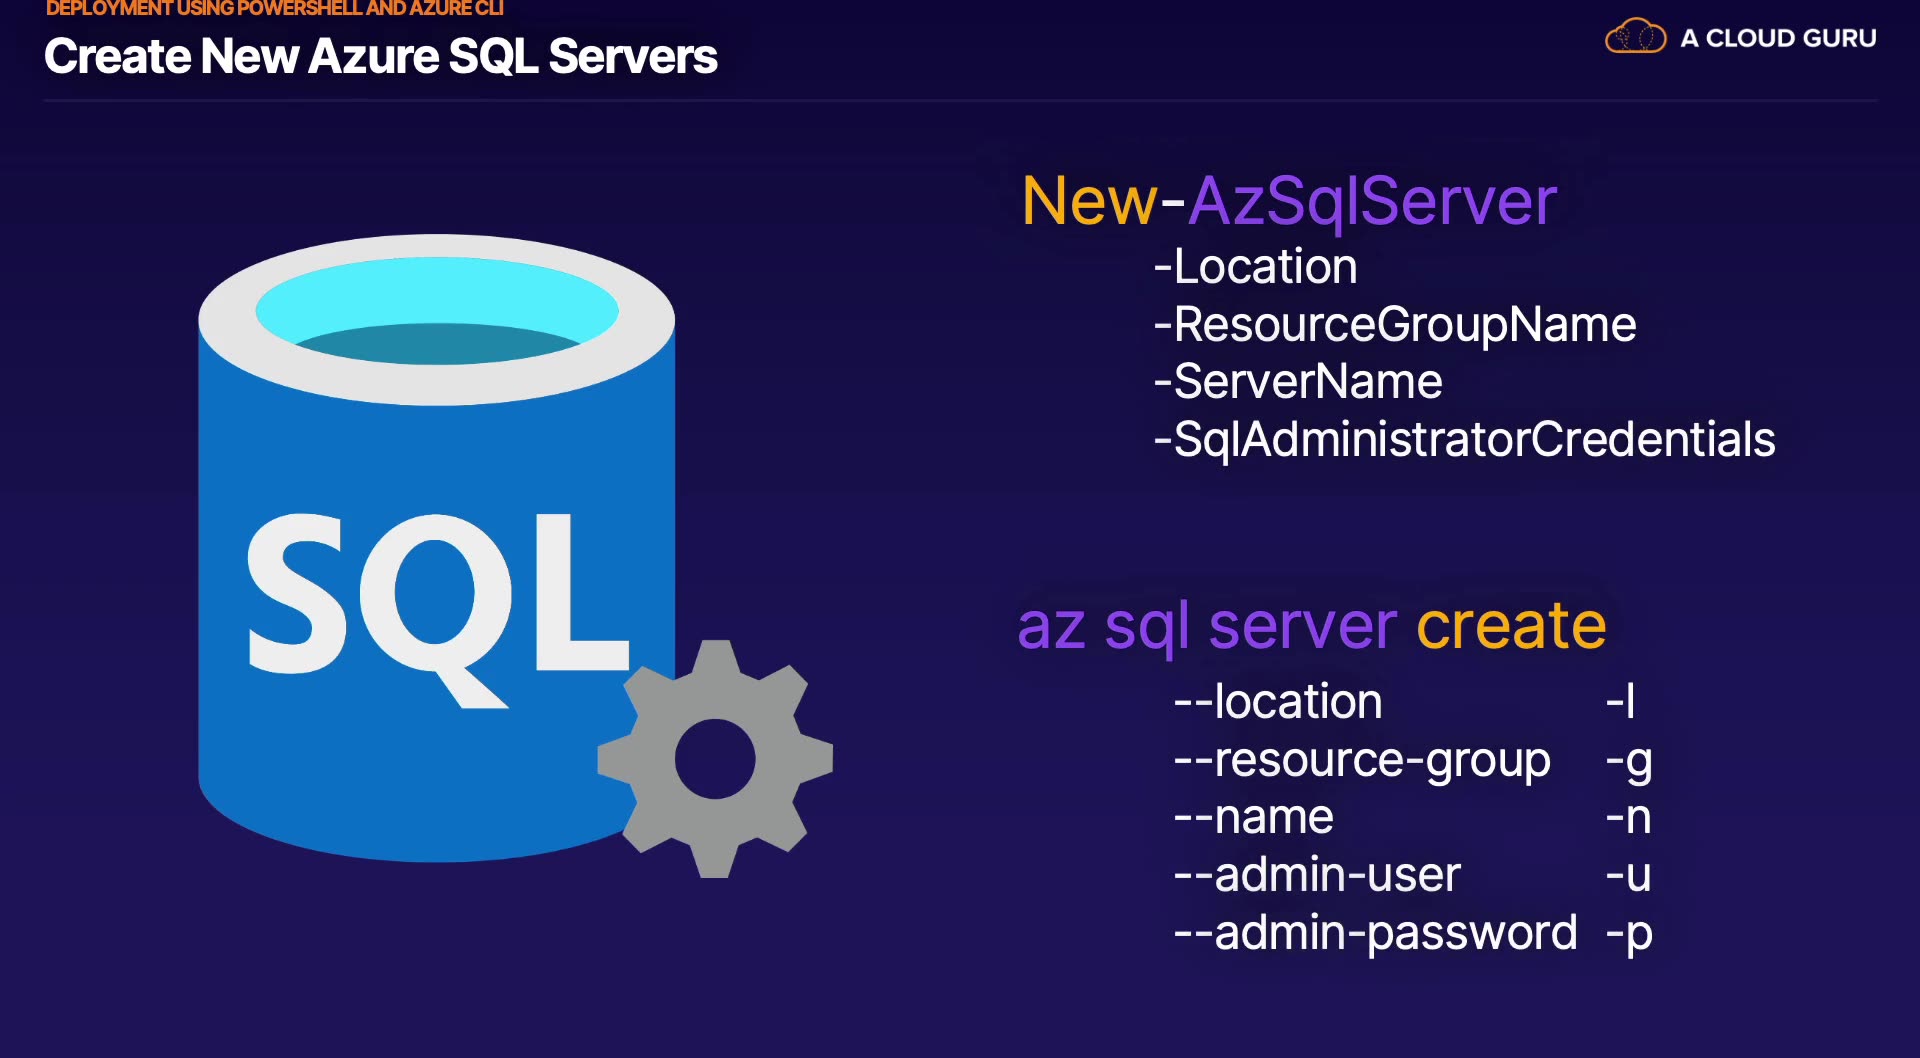 DEPLOYMENT USING POWERSHELL AND AZURE CLI
Create New Azure SQL Servers
A CLOUD GURU
New-AzSqlServer
-Location
-ResourceGroupName
-ServerName
-SqlAdministratorCredentials
SQL
az sql server create
--location -l
--resource-group -g
--name -n
--admin-user -u
--admin-password -p